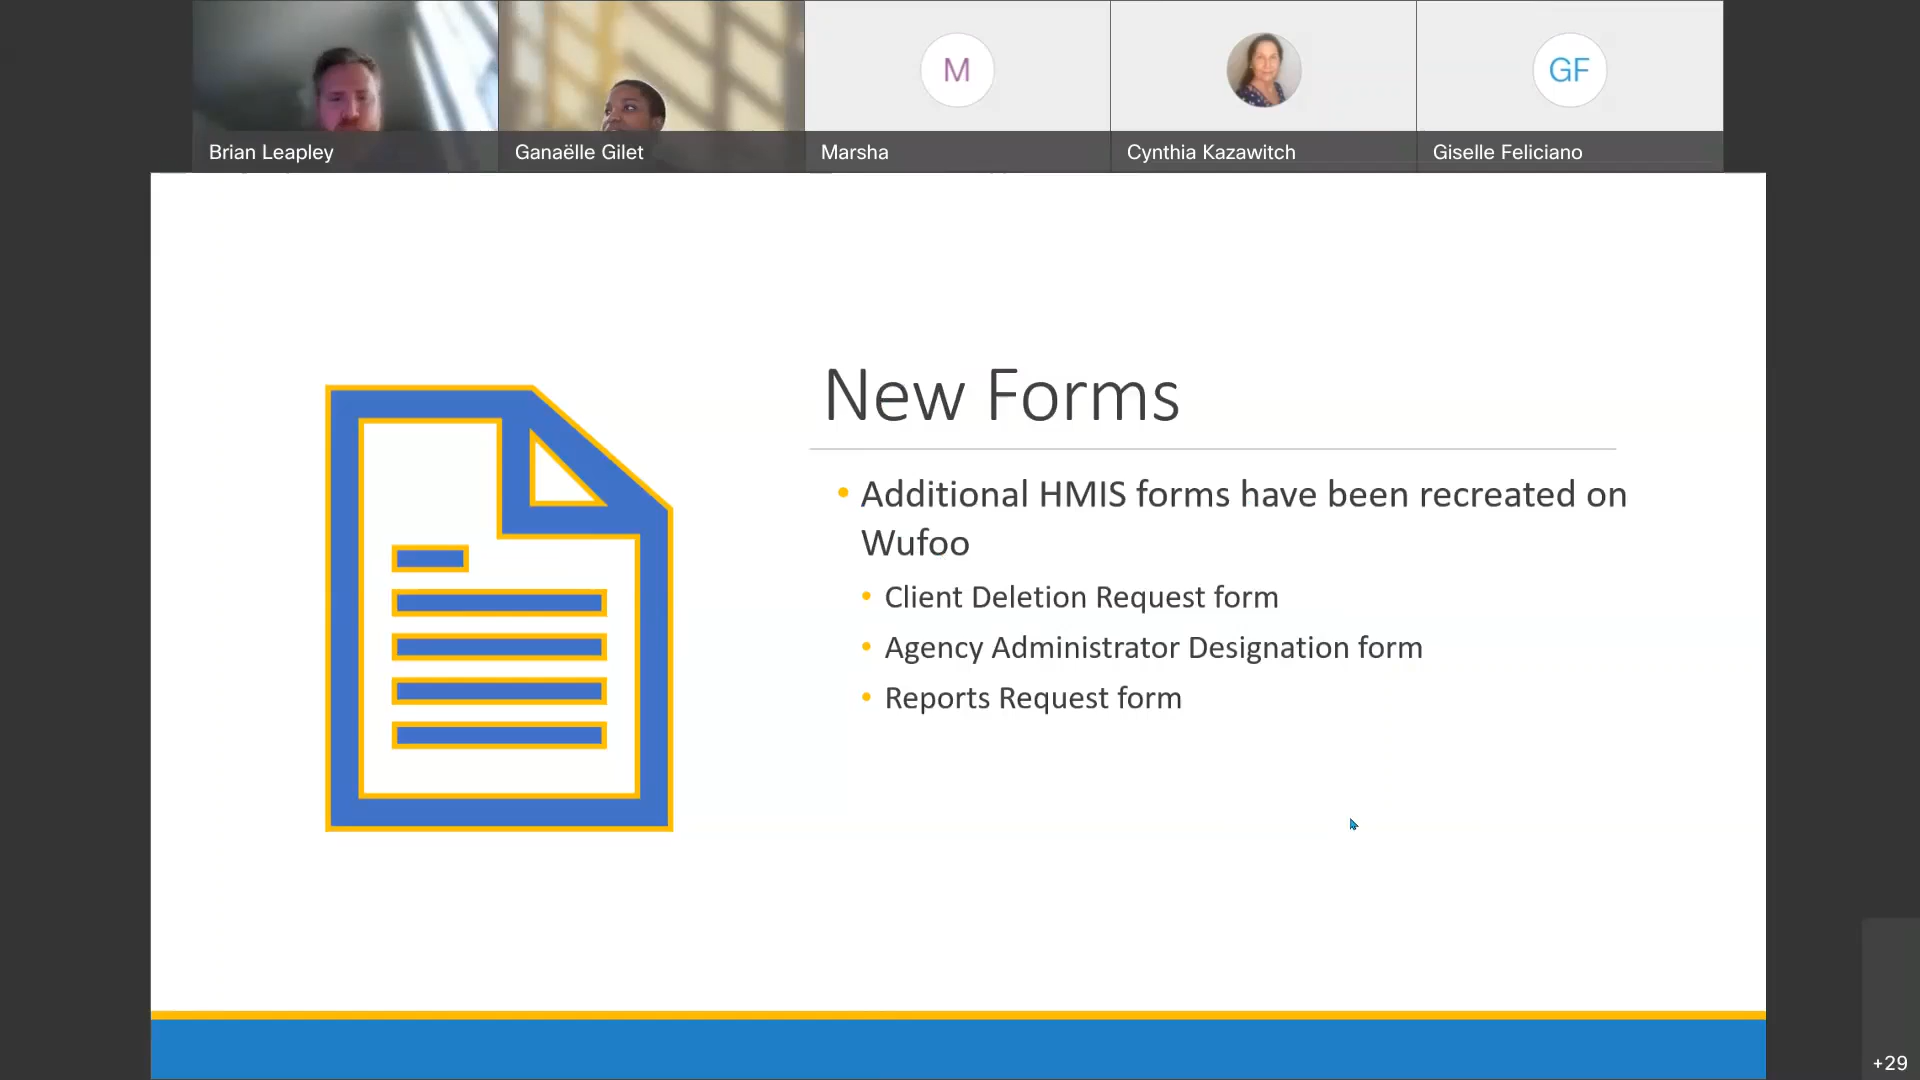 Brian Leapley
Ganaëlle Gilet
M
Marsha
Cynthia Kazawitch
GF
Giselle Feliciano
New Forms
• Additional HMIS forms have been recreated on
Wufoo
• Client Deletion Request form
• Agency Administrator Designation form
• Reports Request form
+29